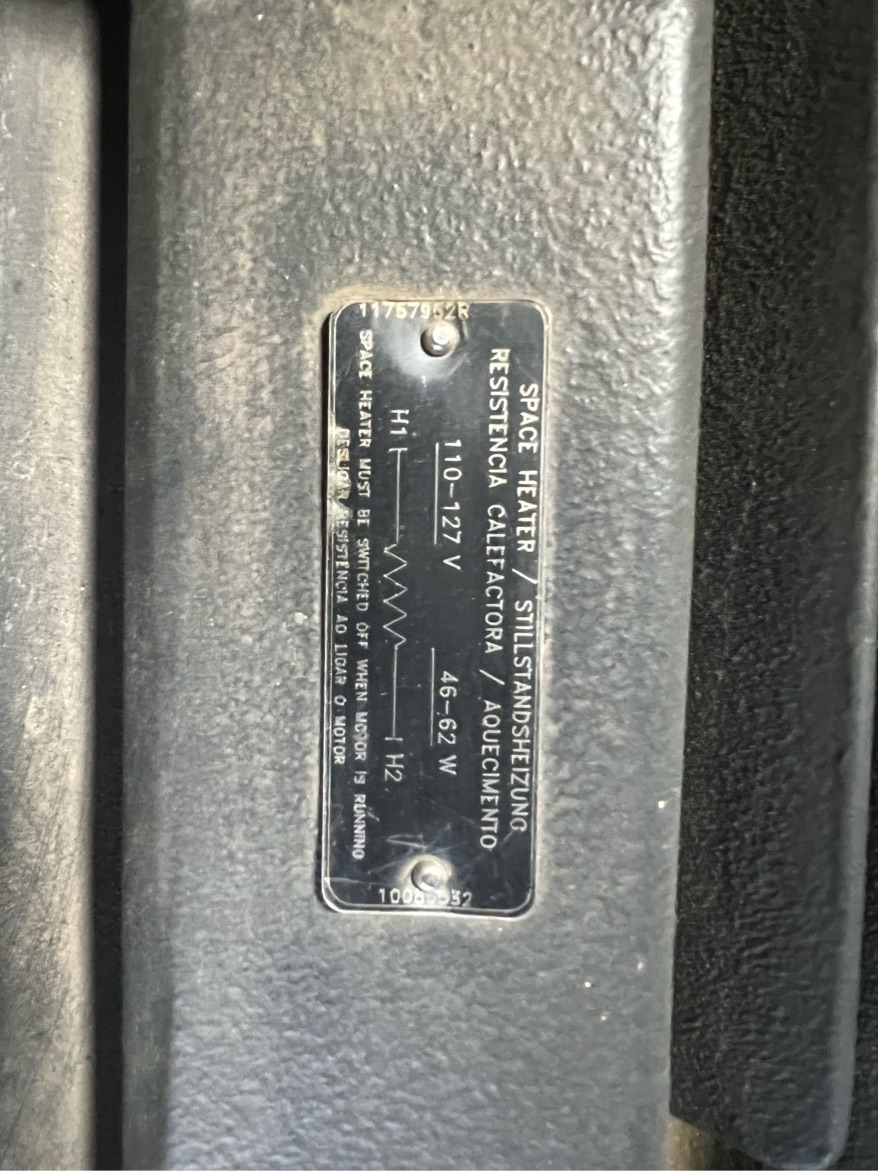 SPACE HEATER / STILLSTANDSHEIZUNG
RESISTENCIA CALEFACTORA / AQUECIMENTO
110-127 V 46-62 W
H1 H2
SPACE HEATER MUST BE SWITCHED OFF WHEN MOTOR IS RUNNING
DESLIGAR RESISTENCIA AO LIGAR O MOTOR